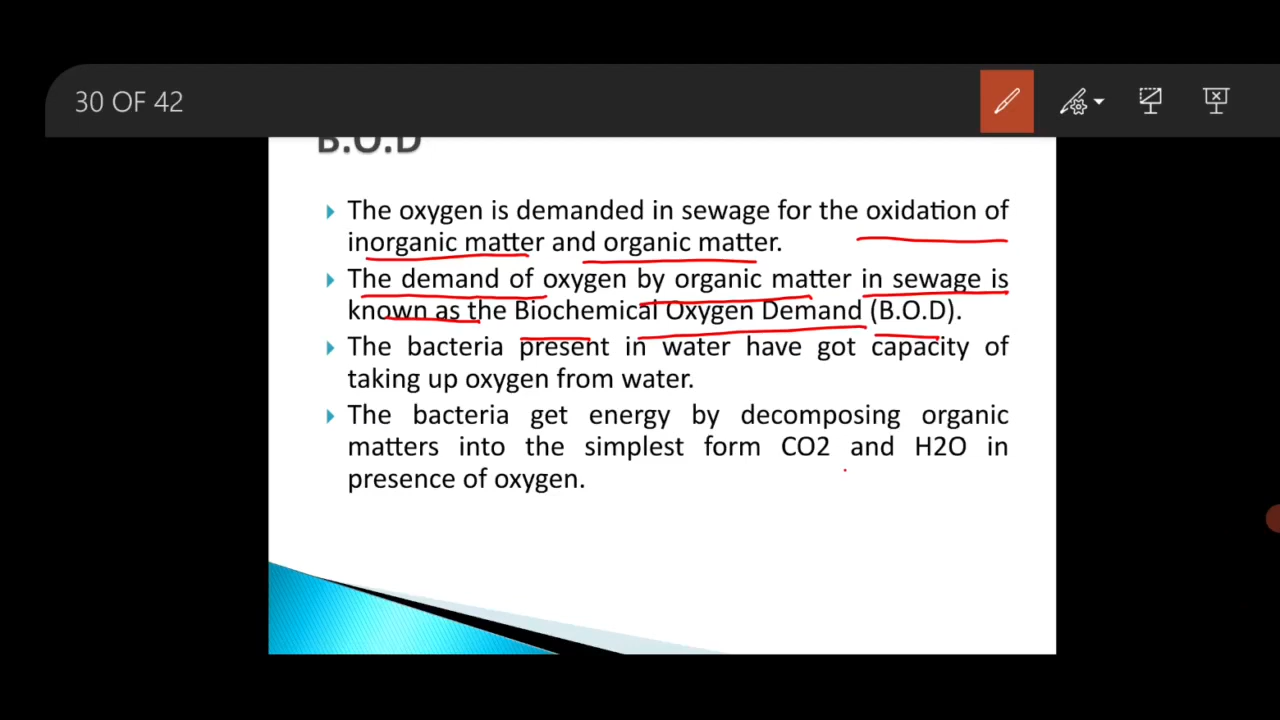 30 OF 42
B.O.D
The oxygen is demanded in sewage for the oxidation of
inorganic matter and organic matter.
The demand of oxygen by organic matter in sewage is
known as the Biochemical Oxygen Demand (B.O.D).
The bacteria present in water have got capacity of
taking up oxygen from water.
The bacteria get energy by decomposing organic
matters into the simplest form CO2 and H2O in
presence of oxygen.